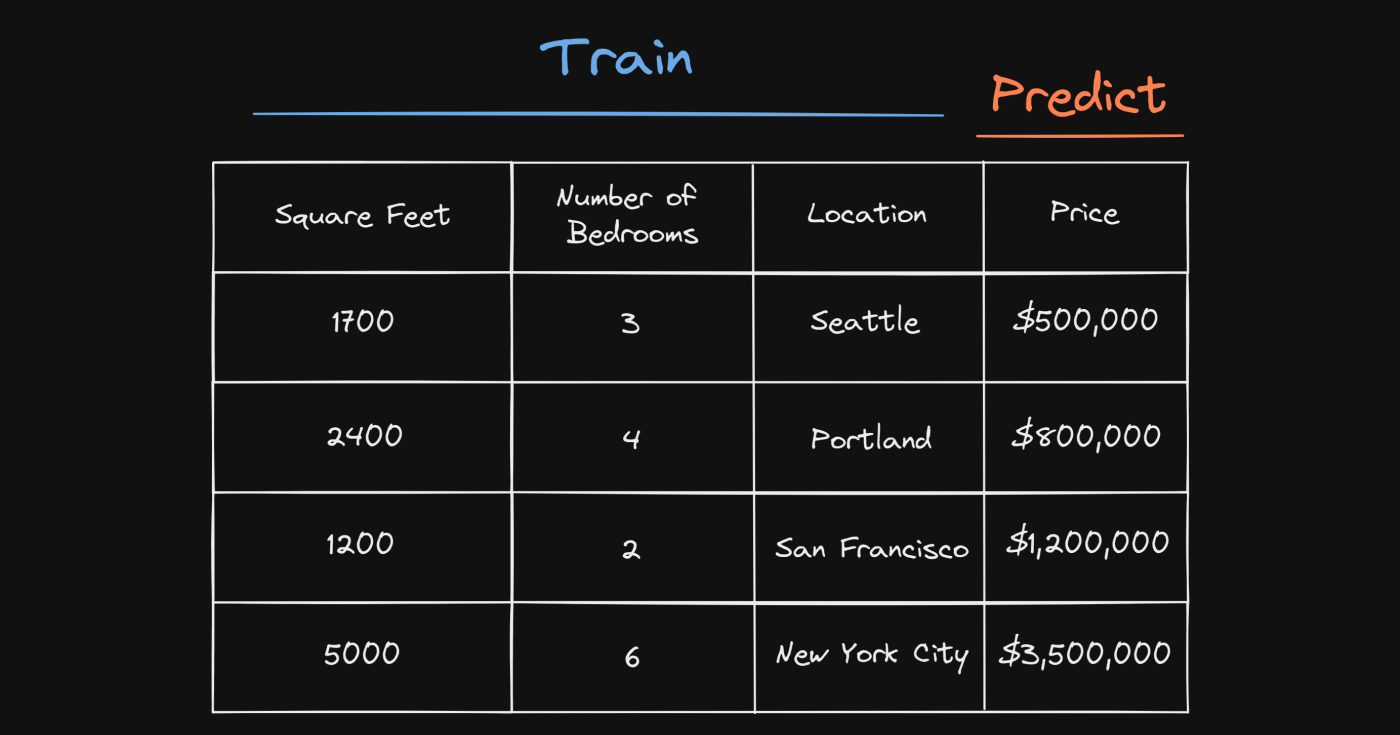 Train
Predict
Square Feet
Number of
Bedrooms
Location
Price
1700
3
Seattle
$500,000
2400
4
Portland
$800,000
1200
2
San Francisco
$1,200,000
5000
6
New York City
$3,500,000